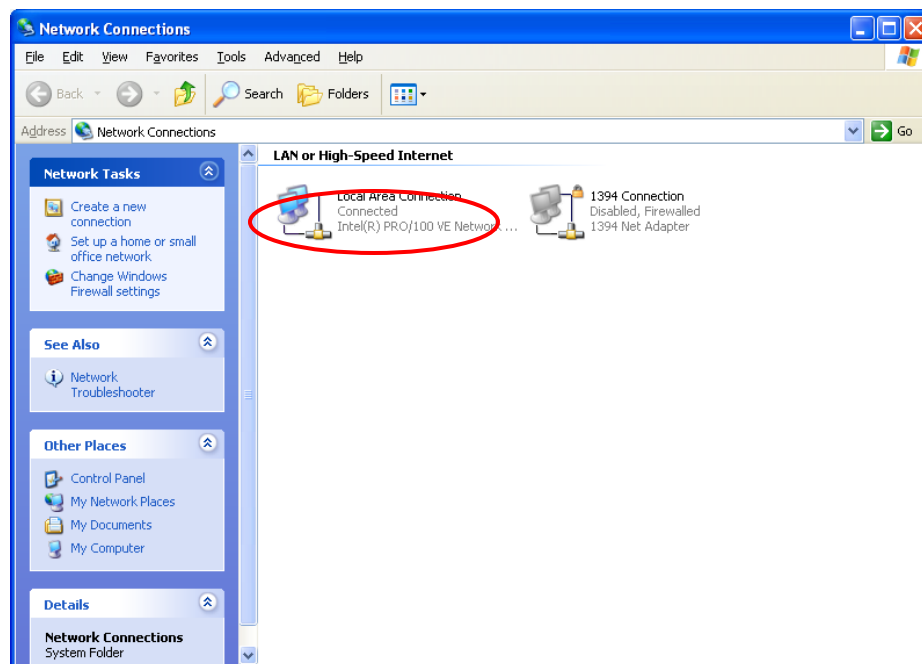 Network Connections
File Edit View Favorites Tools Advanced Help
Back Search Folders
Address Network Connections Go
Network Tasks
Create a new
connection
Set up a home or small
office network
Change Windows
Firewall settings
See Also
Network
Troubleshooter
Other Places
Control Panel
My Network Places
My Documents
My Computer
Details
Network Connections
System Folder
LAN or High-Speed Internet
Local Area Connection
Connected
Intel(R) PRO/100 VE Network ...
1394 Connection
Disabled, Firewalled
1394 Net Adapter